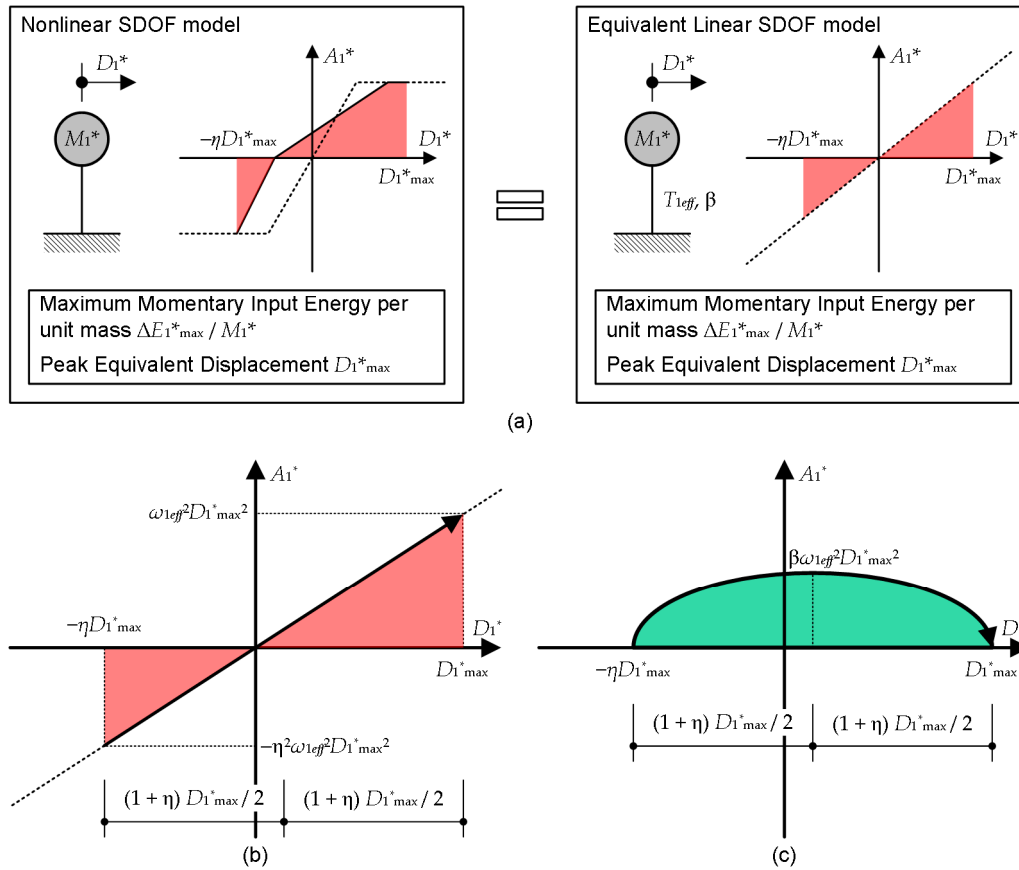 Nonlinear SDOF model
D₁*
A₁*
M₁*
−ηD₁*max
D₁*
D₁*max
Maximum Momentary Input Energy per
unit mass ΔE₁*max / M₁*
Peak Equivalent Displacement D₁*max
Equivalent Linear SDOF model
D₁*
A₁*
M₁*
−ηD₁*max
D₁*
D₁*max
T₁eff, β
Maximum Momentary Input Energy per
unit mass ΔE₁*max / M₁*
Peak Equivalent Displacement D₁*max
(a)
A₁*
ω₁eff²D₁*max²
−ηD₁*max
D₁*
D₁*max
−η²ω₁eff²D₁*max²
(1 + η) D₁*max / 2
(1 + η) D₁*max / 2
(b)
A₁*
βω₁eff²D₁*max²
D
−ηD₁*max
D₁*max
(1 + η) D₁*max / 2
(1 + η) D₁*max / 2
(c)